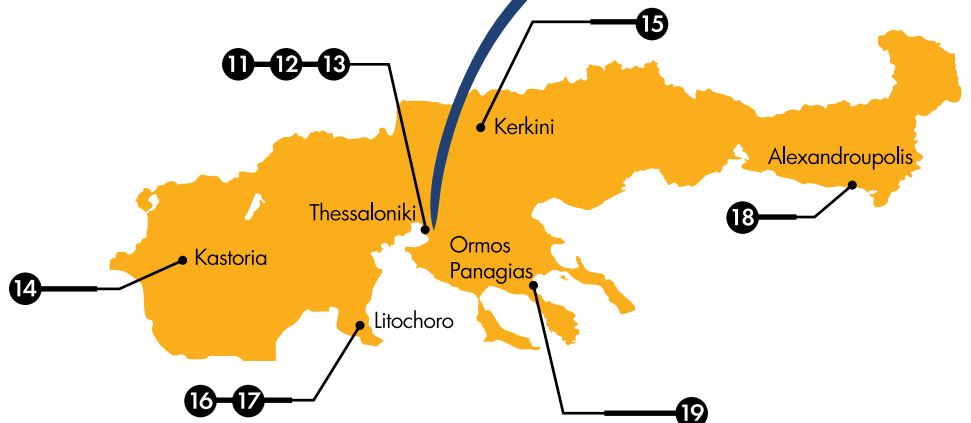 15
11 12 13
Kerkini
Alexandroupolis
Thessaloniki
18
Ormos
Panagias
Kastoria
14
Litochoro
16 17
19